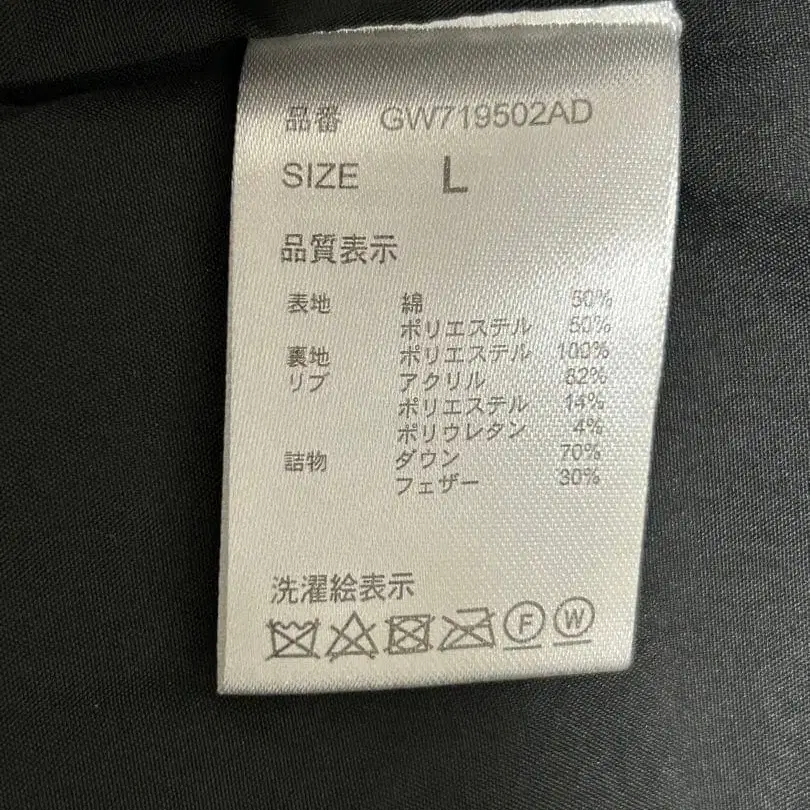 品番 GW719502AD
SIZE L
品質表示
表地 綿 50%
ポリエステル 50%
裏地 ポリエステル 100%
リブ アクリル 82%
ポリエステル 14%
ポリウレタン 4%
詰物 ダウン 70%
フェザー 30%
洗濯絵表示
F W